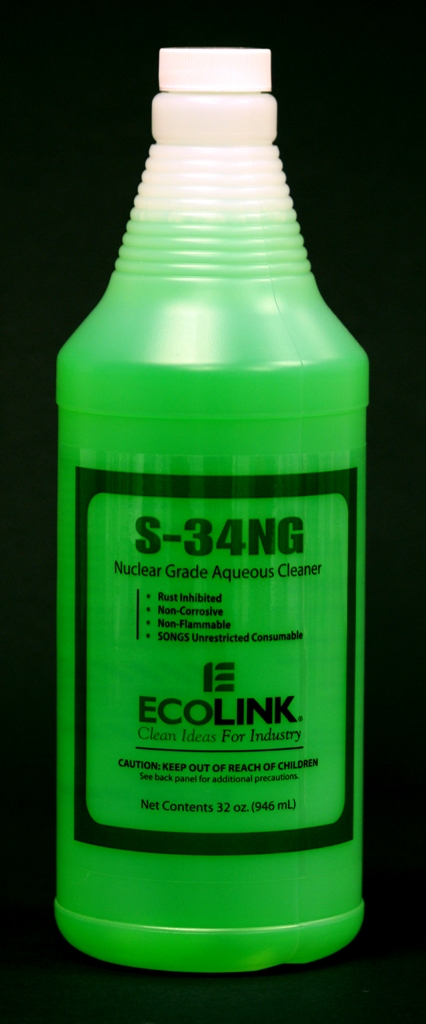 S-34NG
Nuclear Grade Aqueous Cleaner
• Rust Inhibited
• Non-Corrosive
• Non-Flammable
• SONGS Unrestricted Consumable
E
ECOLINK®
Clean Ideas For Industry
CAUTION: KEEP OUT OF REACH OF CHILDREN
See back panel for additional precautions.
Net Contents 32 oz. (946 mL)